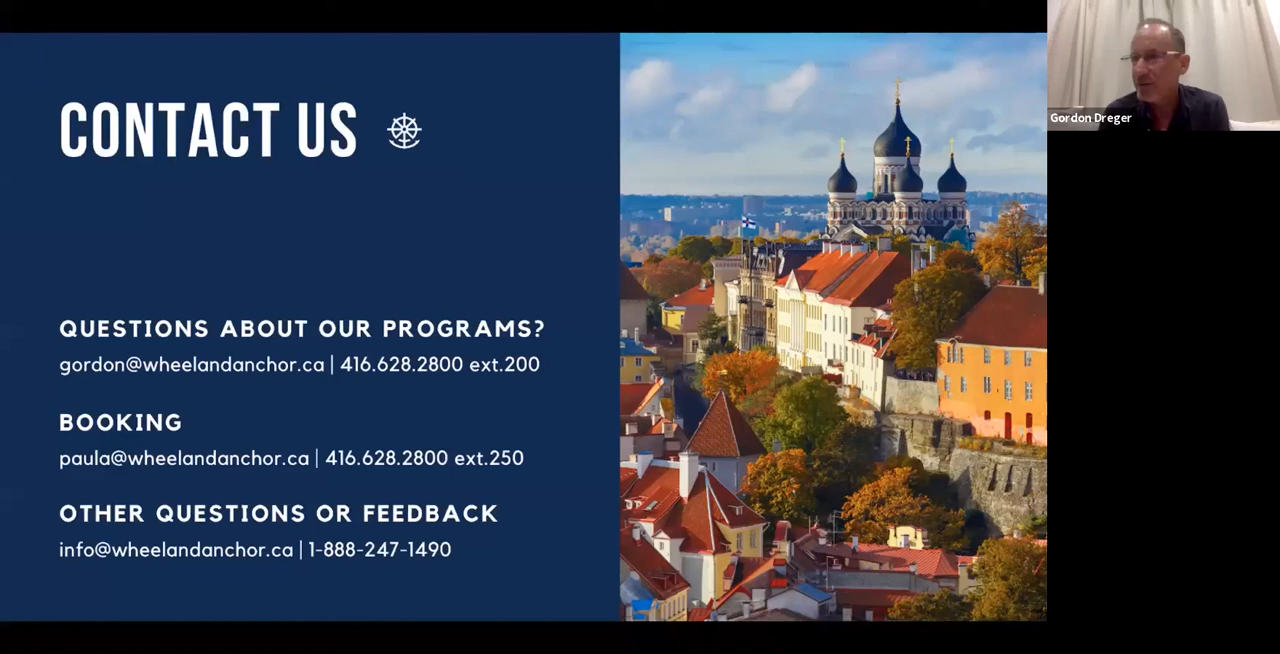 CONTACT US
QUESTIONS ABOUT OUR PROGRAMS?
gordon@wheelandanchor.ca | 416.628.2800 ext.200
BOOKING
paula@wheelandanchor.ca | 416.628.2800 ext.250
OTHER QUESTIONS OR FEEDBACK
info@wheelandanchor.ca | 1-888-247-1490
Gordon Dreger